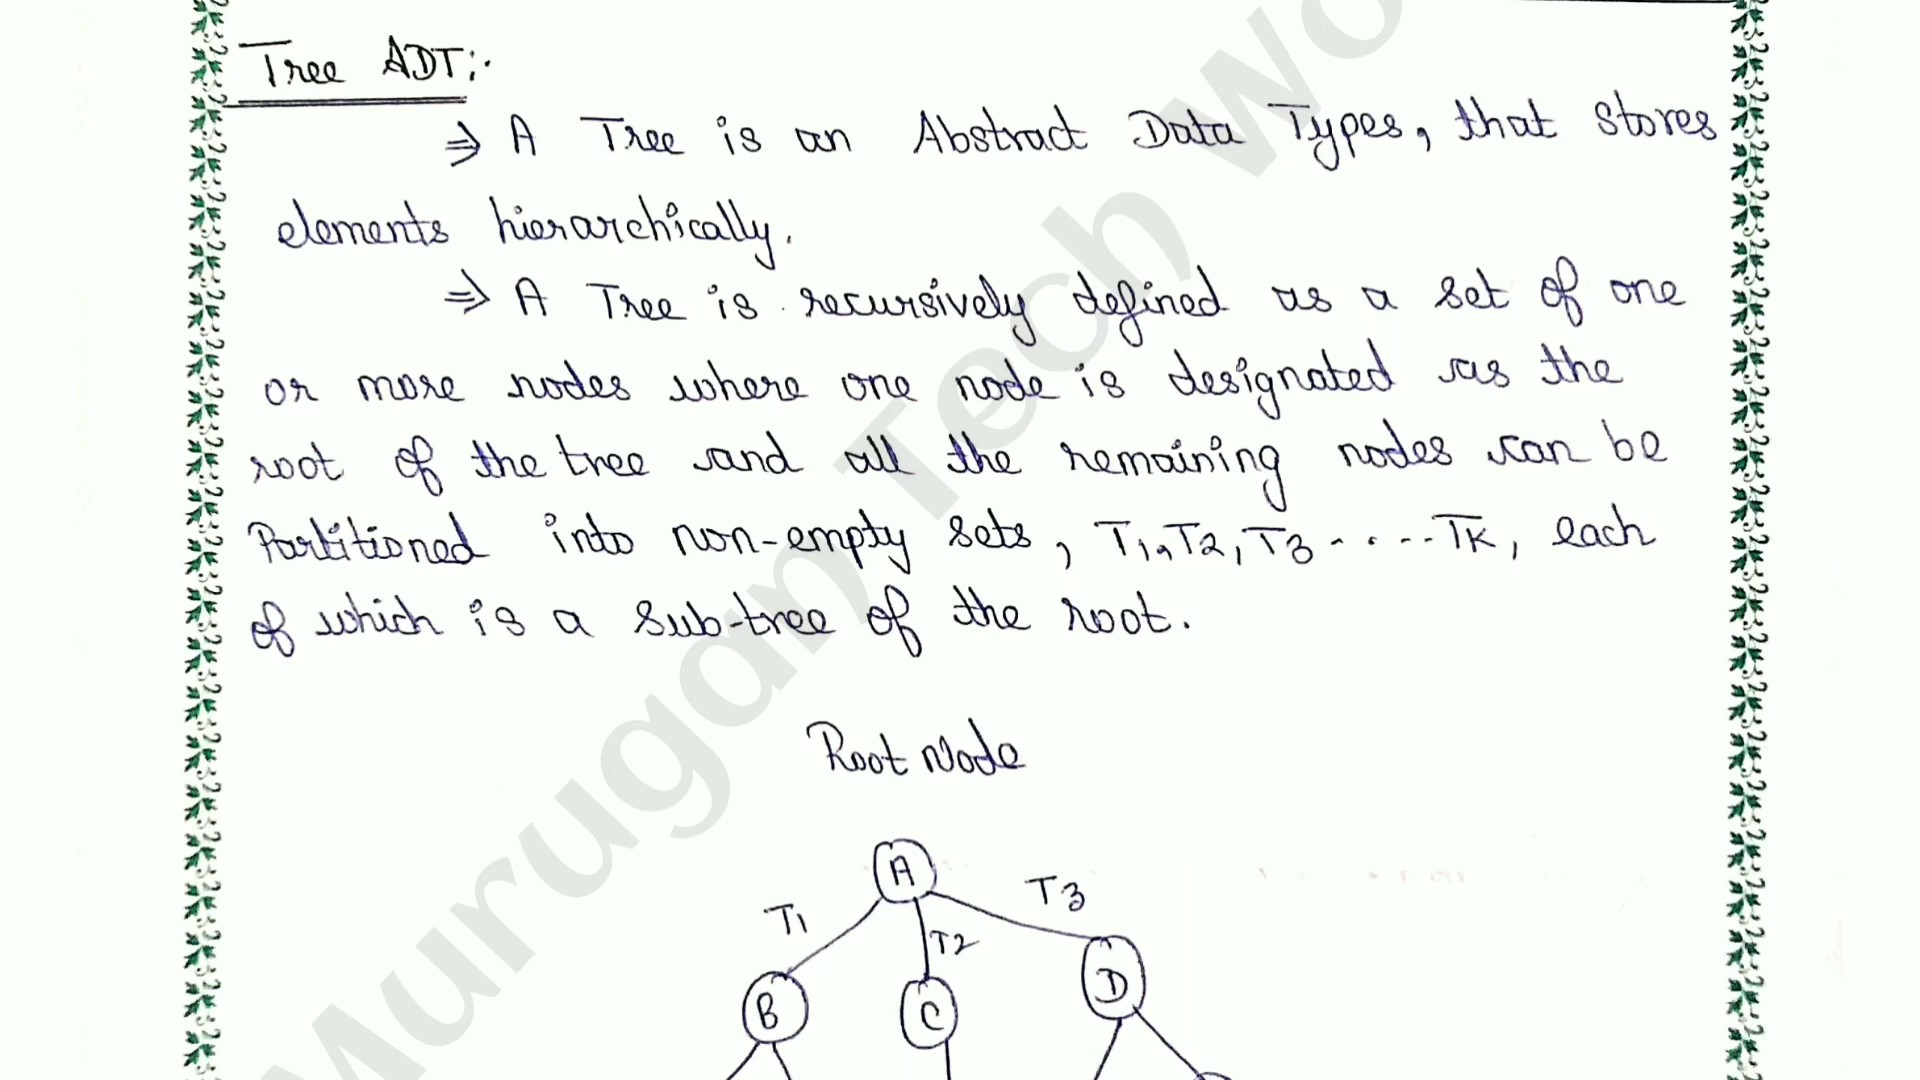 Tree ADT:-
⇒ A Tree is an Abstract Data Types, that stores
elements hierarchically.
⇒ A Tree is recursively defined as a set of one
or more nodes where one node is designated as the
root of the tree and all the remaining nodes can be
Partitioned into non-empty sets, T1, T2, T3 .....TK, each
of which is a sub-tree of the root.
Root Node
A
T1 T2 T3
B C D
Murugan Tech Wo